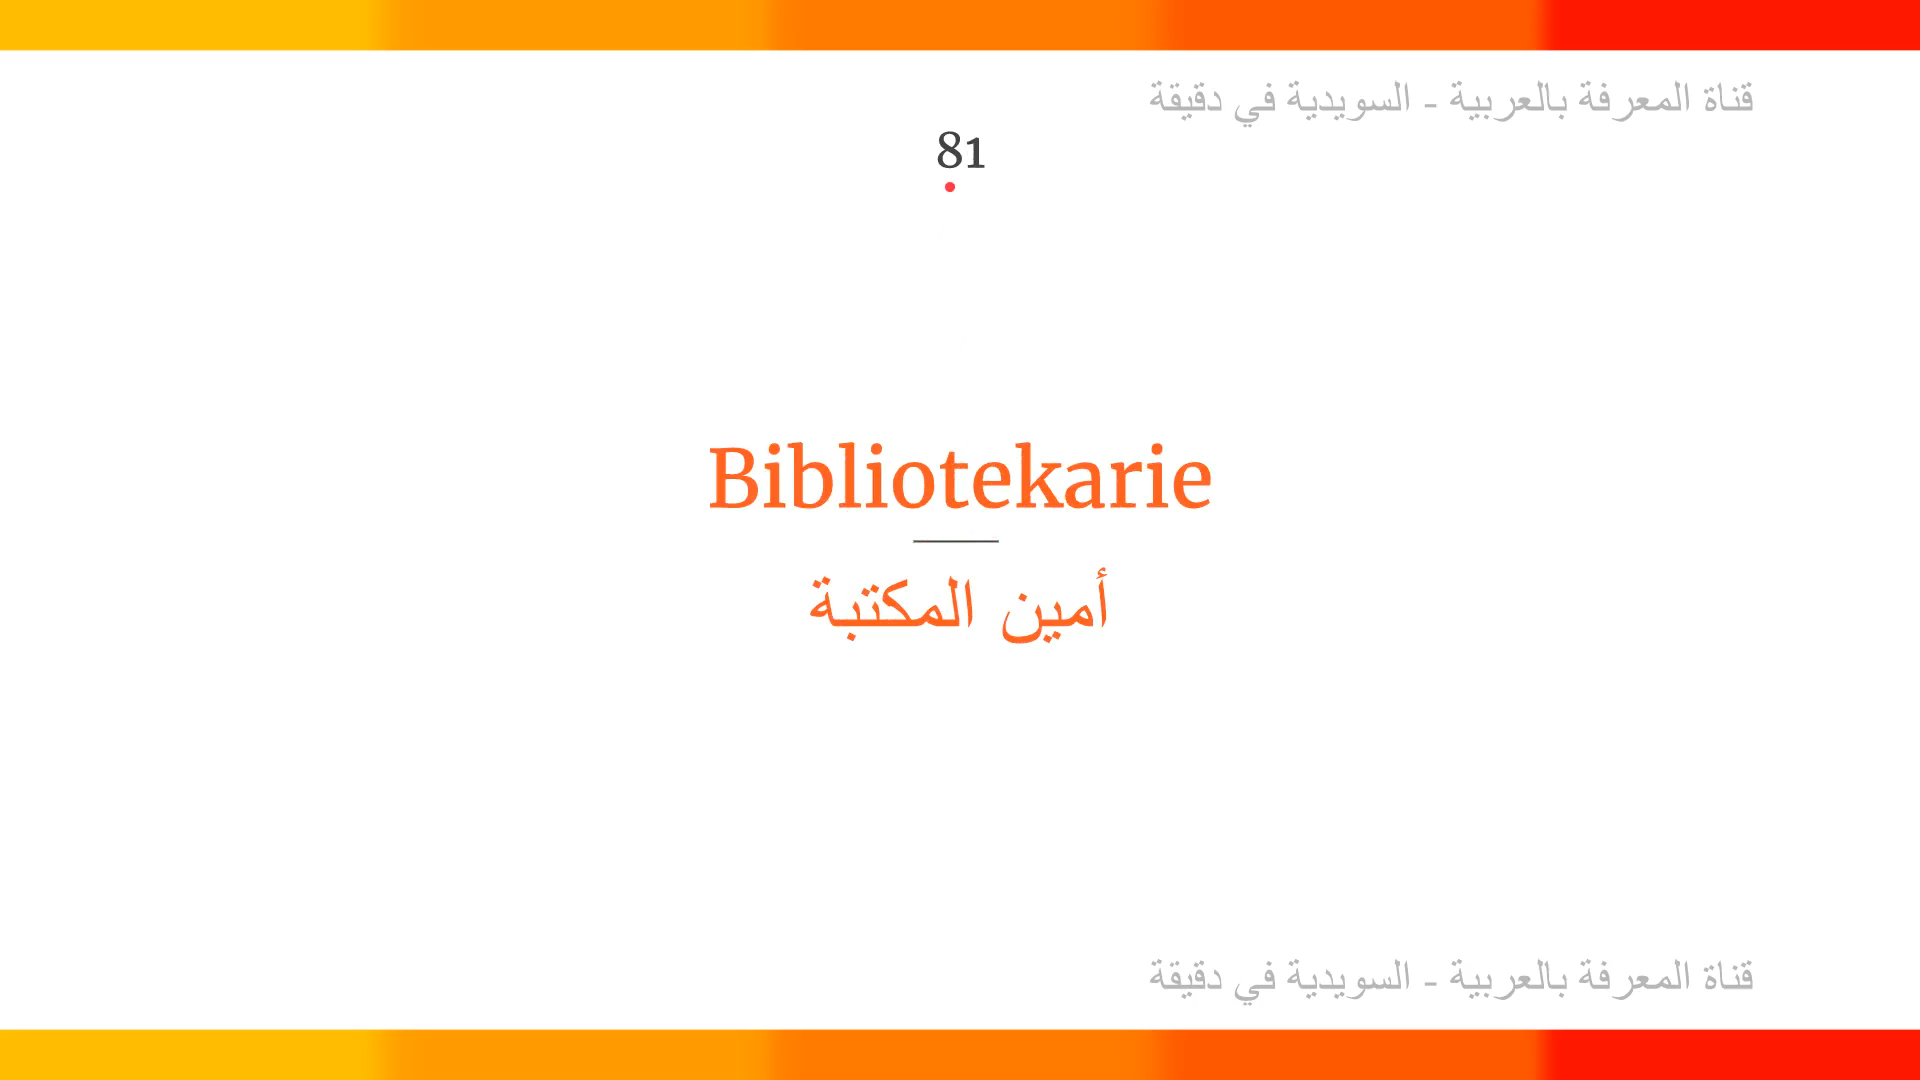 قناة المعرفة بالعربية - السويدية في دقيقة
81
Bibliotekarie
أمين المكتبة
قناة المعرفة بالعربية - السويدية في دقيقة